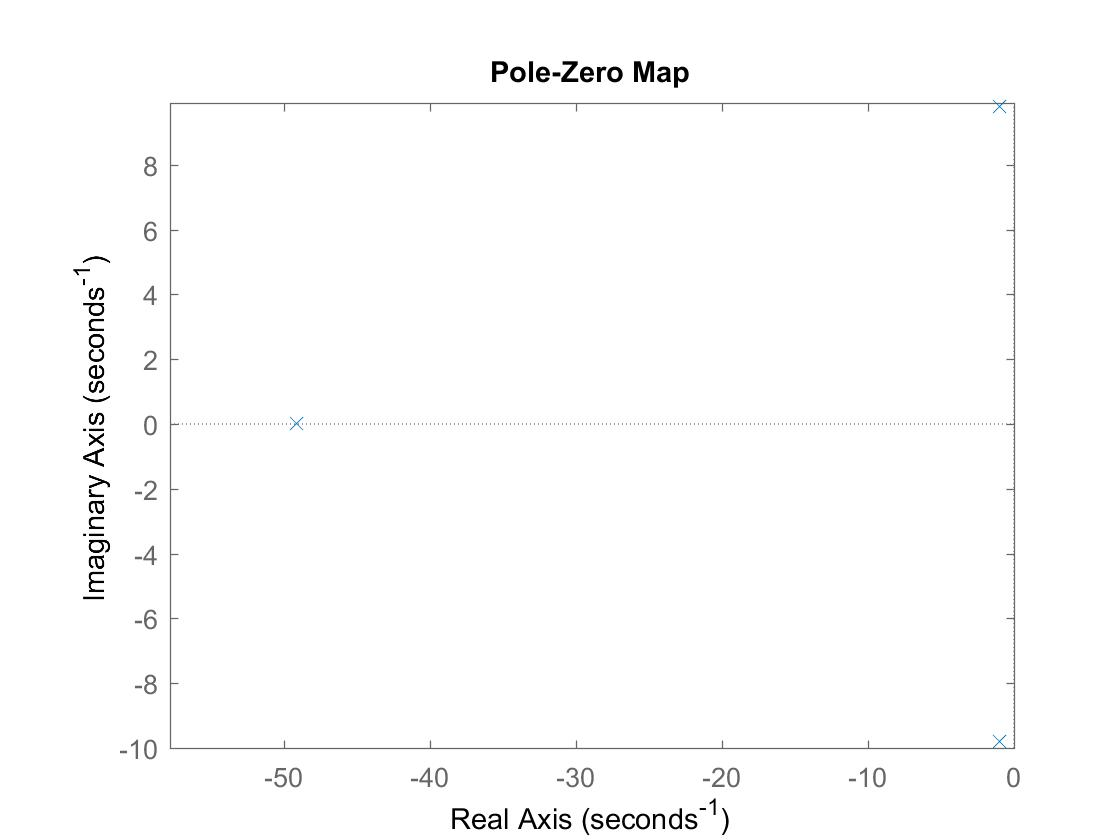 Pole-Zero Map
8
6
4
2
0
-2
-4
-6
-8
-10
Imaginary Axis (seconds⁻¹)
-50 -40 -30 -20 -10 0
Real Axis (seconds⁻¹)